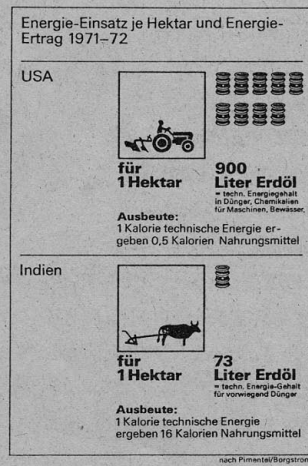 Energie-Einsatz je Hektar und Energie-
Ertrag 1971–72
USA
für
1 Hektar
900
Liter Erdöl
= techn. Energiegehalt
in Dünger, Chemikalien
für Maschinen, Bewässer.
Ausbeute:
1 Kalorie technische Energie er-
geben 0,5 Kalorien Nahrungsmittel
Indien
für
1 Hektar
73
Liter Erdöl
= techn. Energie-Gehalt
für vorwiegend Dünger
Ausbeute:
1 Kalorie technische Energie
ergeben 16 Kalorien Nahrungsmittel
nach Pimentel/Borgstrom